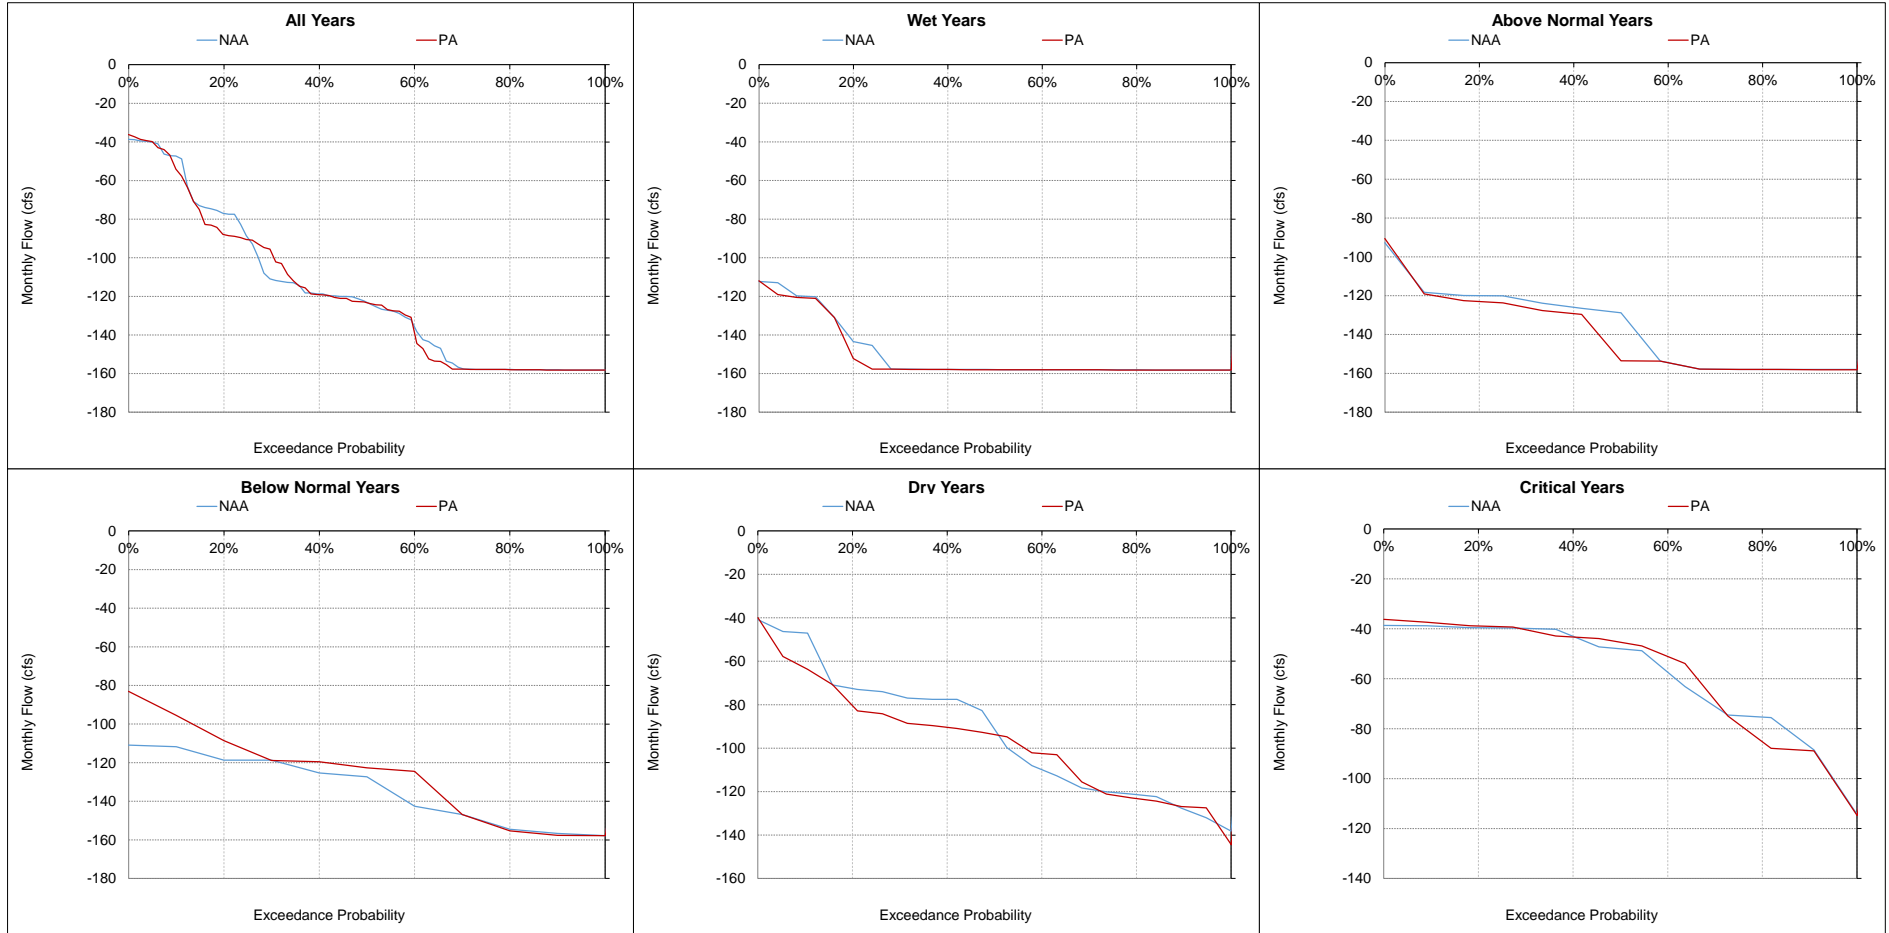 All Years
NAA PA
0
0% 20% 40% 60% 80% 100%
-20
-40
-60
-80
-100
-120
-140
-160
-180
Monthly Flow (cfs)
Exceedance Probability
Wet Years
NAA PA
0
0% 20% 40% 60% 80% 100%
-20
-40
-60
-80
-100
-120
-140
-160
-180
Monthly Flow (cfs)
Exceedance Probability
Above Normal Years
NAA PA
0
0% 20% 40% 60% 80% 100%
-20
-40
-60
-80
-100
-120
-140
-160
-180
Monthly Flow (cfs)
Exceedance Probability
Below Normal Years
NAA PA
0
0% 20% 40% 60% 80% 100%
-20
-40
-60
-80
-100
-120
-140
-160
-180
Monthly Flow (cfs)
Exceedance Probability
Dry Years
NAA PA
0
0% 20% 40% 60% 80% 100%
-20
-40
-60
-80
-100
-120
-140
-160
Monthly Flow (cfs)
Exceedance Probability
Critical Years
NAA PA
0
0% 20% 40% 60% 80% 100%
-20
-40
-60
-80
-100
-120
-140
Monthly Flow (cfs)
Exceedance Probability